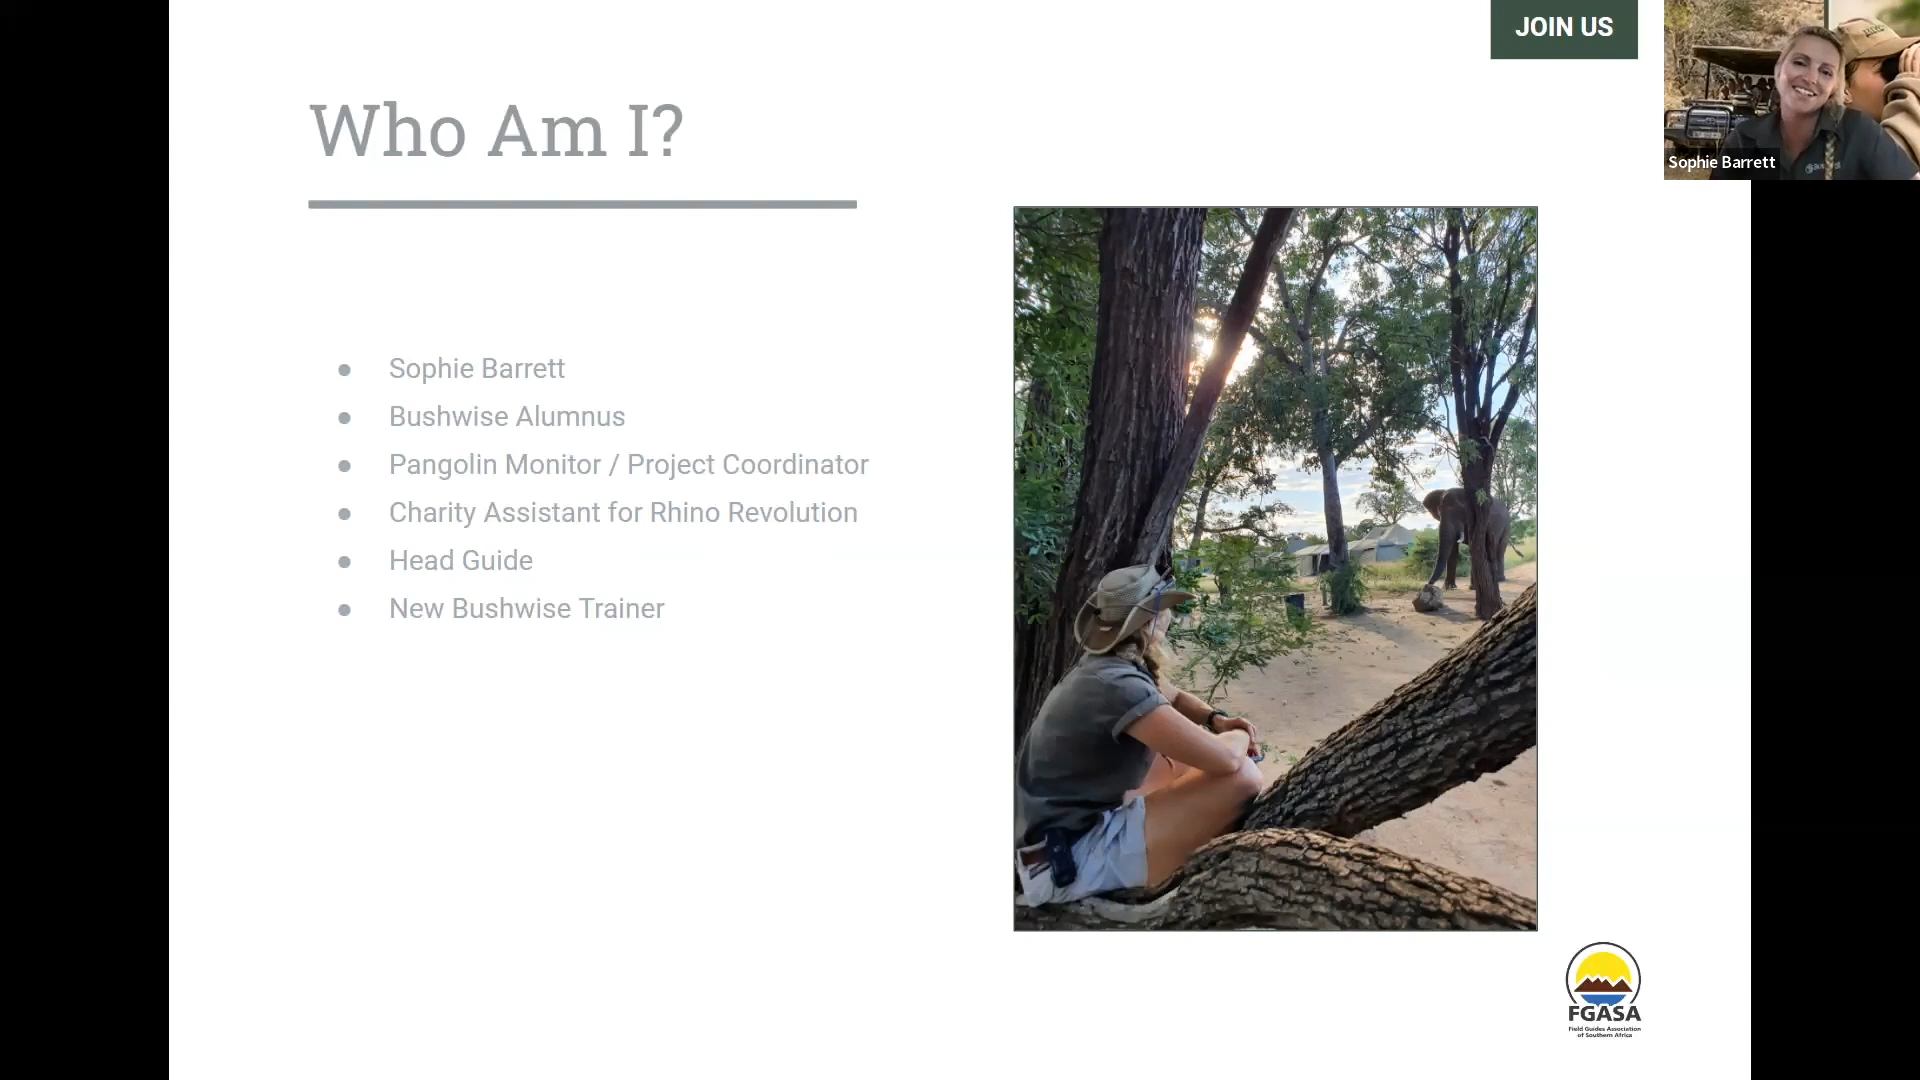 JOIN US
Sophie Barrett
Who Am I?
● Sophie Barrett
● Bushwise Alumnus
● Pangolin Monitor / Project Coordinator
● Charity Assistant for Rhino Revolution
● Head Guide
● New Bushwise Trainer
FGASA
Field Guides Association
of Southern Africa